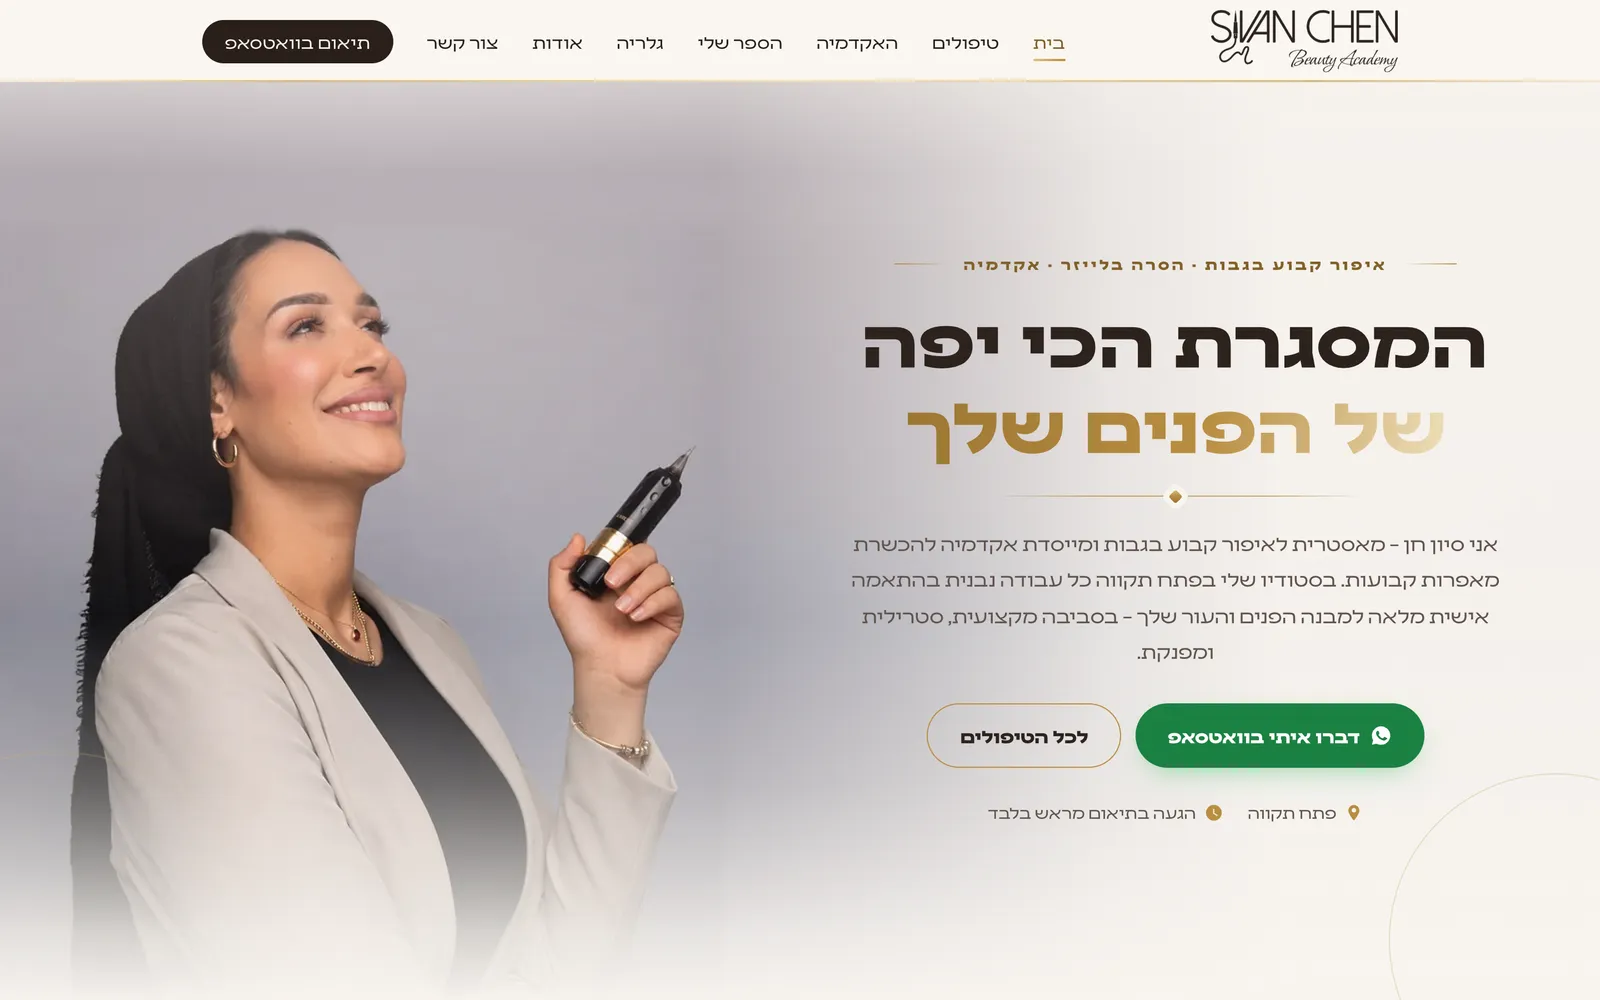 SIVAN CHEN
Beauty Academy
בית
טיפולים
האקדמיה
הספר שלי
גלריה
אודות
צור קשר
תיאום בוואטסאפ
איפור קבוע בגבות · הסרה בלייזר · אקדמיה
המסגרת הכי יפה
של הפנים שלך
אני סיון חן – מאסטרית לאיפור קבוע בגבות ומייסדת אקדמיה להכשרת
מאפרות קבועות. בסטודיו שלי בפתח תקווה כל עבודה נבנית בהתאמה
אישית מלאה למבנה הפנים והעור שלך – בסביבה מקצועית, סטרילית
ומפנקת.
דברו איתי בוואטסאפ
לכל הטיפולים
פתח תקווה
הגעה בתיאום מראש בלבד